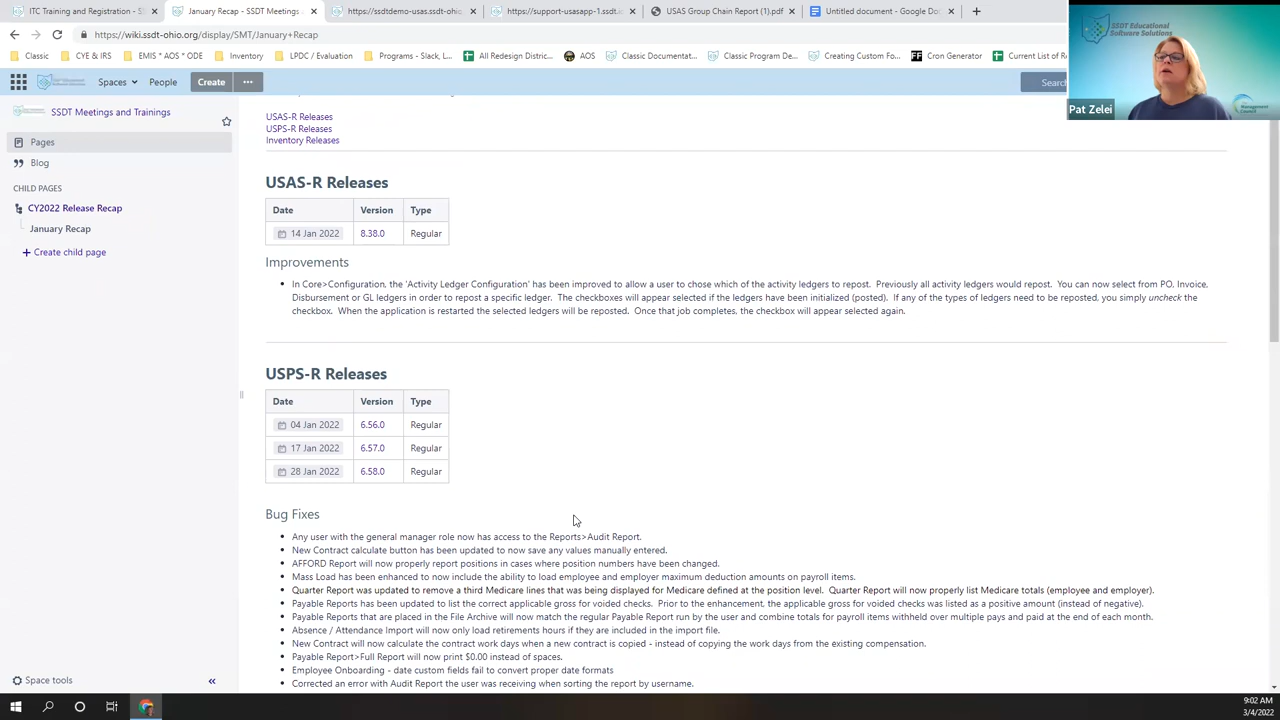 ITC Training and Registration - S
January Recap - SSDT Meetings
https://ssdtdemo-usas.ssdt-ohio
https://support-usasapp-1.ssdt.io
USAS Group Chain Report (1).pdf
Untitled document - Google Do
https://wiki.ssdt-ohio.org/display/SMT/January+Recap
Classic
CYE & IRS
EMIS * AOS * ODE
Inventory
LPDC / Evaluation
Programs - Slack, L...
All Redesign Distric...
AOS
Classic Documentat...
Classic Program De...
Creating Custom Fo...
Cron Generator
Current List of
SSDT Educational
Software Solutions
Management
Council
Pat Zelei
Spaces
People
Create
Search
SSDT Meetings and Trainings
Pages
Blog
CHILD PAGES
CY2022 Release Recap
January Recap
+ Create child page
USAS-R Releases
USPS-R Releases
Inventory Releases
USAS-R Releases
Date Version Type
14 Jan 2022 8.38.0 Regular
Improvements
• In Core>Configuration, the 'Activity Ledger Configuration' has been improved to allow a user to chose which of the activity ledgers to repost. Previously all activity ledgers would repost. You can now select from PO, Invoice,
Disbursement or GL ledgers in order to repost a specific ledger. The checkboxes will appear selected if the ledgers have been initialized (posted). If any of the types of ledgers need to be reposted, you simply uncheck the
checkbox. When the application is restarted the selected ledgers will be reposted. Once that job completes, the checkbox will appear selected again.
USPS-R Releases
Date Version Type
04 Jan 2022 6.56.0 Regular
17 Jan 2022 6.57.0 Regular
28 Jan 2022 6.58.0 Regular
Bug Fixes
• Any user with the general manager role now has access to the Reports>Audit Report.
• New Contract calculate button has been updated to now save any values manually entered.
• AFFORD Report will now properly report positions in cases where position numbers have been changed.
• Mass Load has been enhanced to now include the ability to load employee and employer maximum deduction amounts on payroll items.
• Quarter Report was updated to remove a third Medicare lines that was being displayed for Medicare defined at the position level. Quarter Report will now properly list Medicare totals (employee and employer).
• Payable Reports has been updated to list the correct applicable gross for voided checks. Prior to the enhancement, the applicable gross for voided checks was listed as a positive amount (instead of negative).
• Payable Reports that are placed in the File Archive will now match the regular Payable Report run by the user and combine totals for payroll items withheld over multiple pays and paid at the end of each month.
• Absence / Attendance Import will now only load retirements hours if they are included in the import file.
• New Contract will now calculate the contract work days when a new contract is copied - instead of copying the work days from the existing compensation.
• Payable Report>Full Report will now print $0.00 instead of spaces.
• Employee Onboarding - date custom fields fail to convert proper date formats
• Corrected an error with Audit Report the user was receiving when sorting the report by username.
Space tools
9:02 AM
3/4/2022